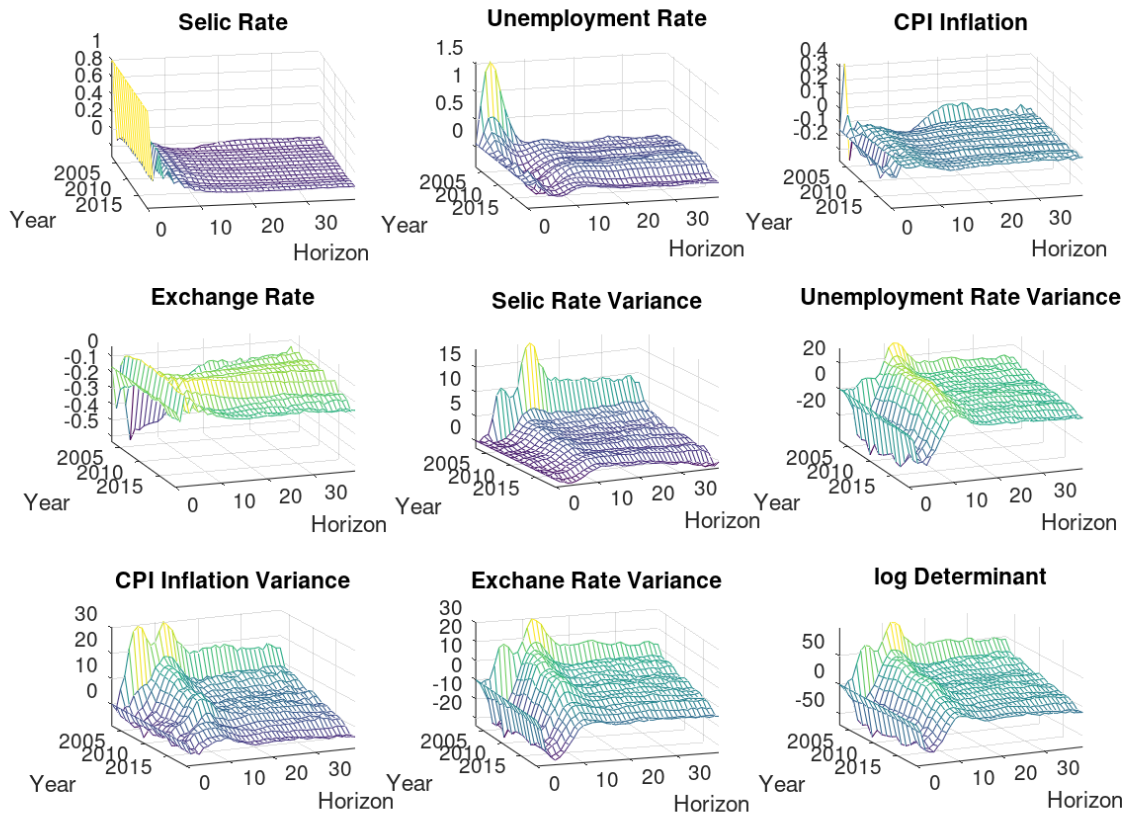 Selic Rate
1
0.8
0.6
0.4
0.2
0
2005
2010
2015
Year
0 10 20 30
Horizon
Unemployment Rate
1.5
1
0.5
0
2005
2010
2015
Year
0 10 20 30
Horizon
CPI Inflation
0.4
0.3
0.2
0.1
0
-0.1
-0.2
2005
2010
2015
Year
0 10 20 30
Horizon
Exchange Rate
0
-0.1
-0.2
-0.3
-0.4
-0.5
2005
2010
2015
Year
0 10 20 30
Horizon
Selic Rate Variance
15
10
5
0
2005
2010
2015
Year
0 10 20 30
Horizon
Unemployment Rate Variance
20
0
-20
2005
2010
2015
Year
0 10 20 30
Horizon
CPI Inflation Variance
30
20
10
0
2005
2010
2015
Year
0 10 20 30
Horizon
Exchane Rate Variance
30
20
10
0
-10
-20
2005
2010
2015
Year
0 10 20 30
Horizon
log Determinant
50
0
-50
2005
2010
2015
Year
0 10 20 30
Horizon